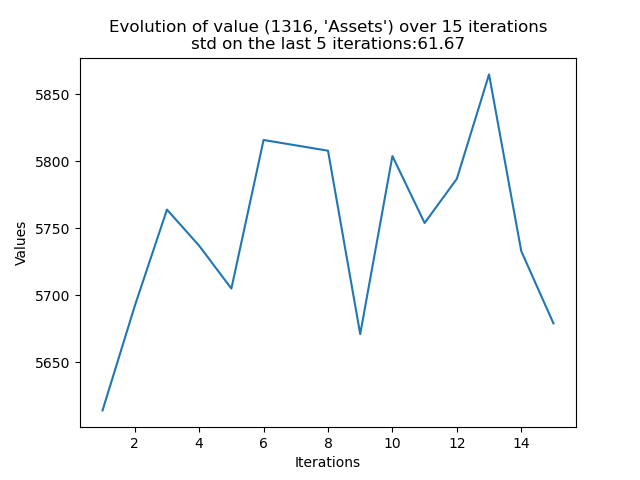 Evolution of value (1316, 'Assets') over 15 iterations
std on the last 5 iterations:61.67
5850
5800
5750
5700
5650
Values
2 4 6 8 10 12 14
Iterations